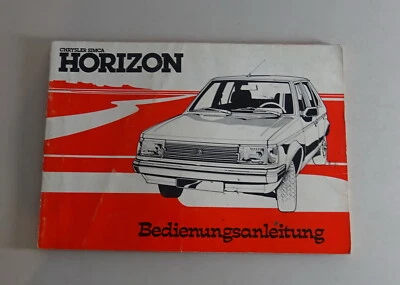 CHRYSLER SIMCA
HORIZON
Bedienungsanleitung